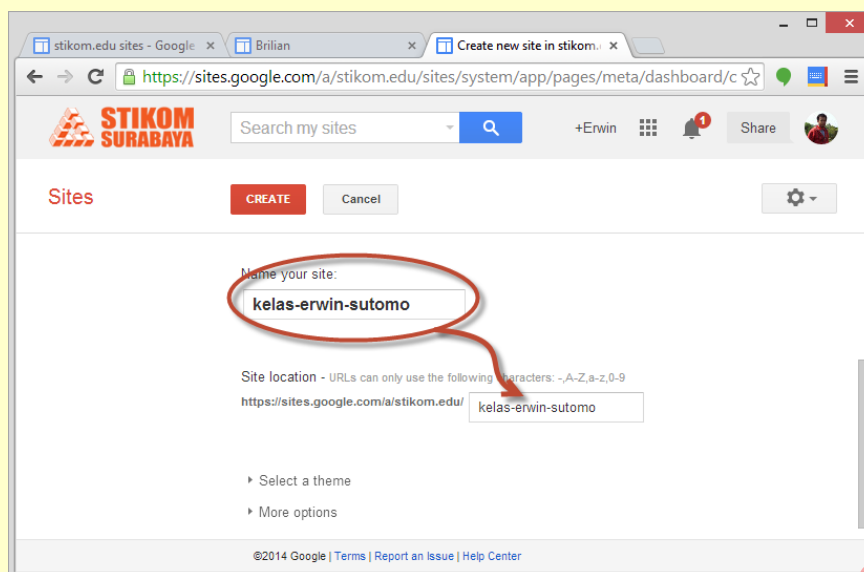 stikom.edu sites - Google
Brilian
Create new site in stikom.
https://sites.google.com/a/stikom.edu/sites/system/app/pages/meta/dashboard/c
STIKOM
SURABAYA
Search my sites
+Erwin
1
Share
Sites
CREATE
Cancel
Name your site:
kelas-erwin-sutomo
Site location - URLs can only use the following characters: -,A-Z,a-z,0-9
https://sites.google.com/a/stikom.edu/ kelas-erwin-sutomo
Select a theme
More options
©2014 Google | Terms | Report an Issue | Help Center